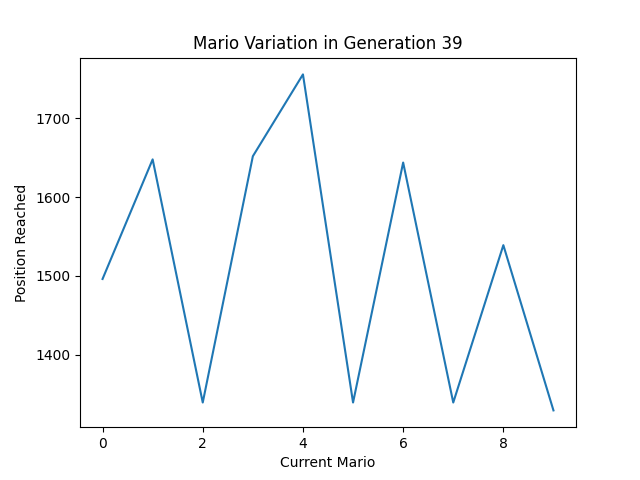 Mario Variation in Generation 39
Position Reached
1700
1600
1500
1400
0 2 4 6 8
Current Mario